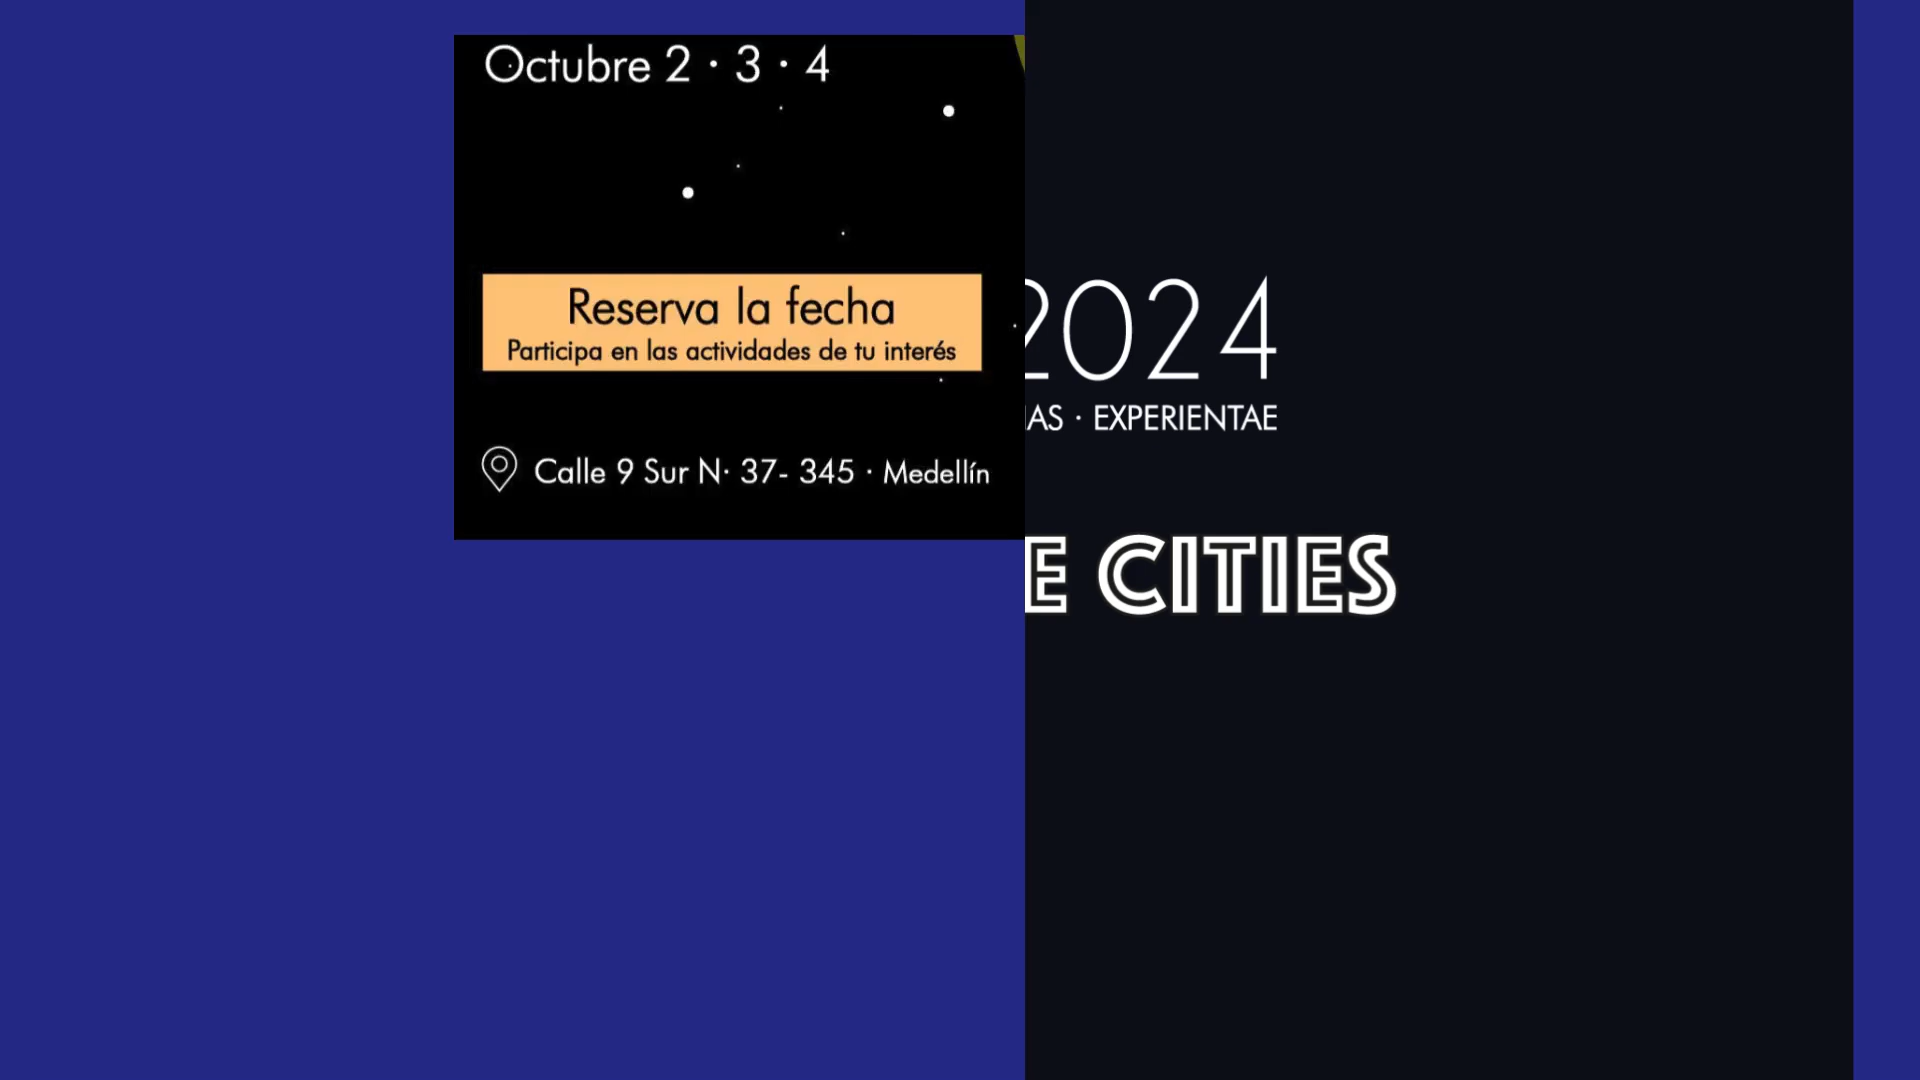 Octubre 2 · 3 · 4
Reserva la fecha
Participa en las actividades de tu interés
Calle 9 Sur N· 37- 345 · Medellín
2024
· EXPERIENTAE
CITIES